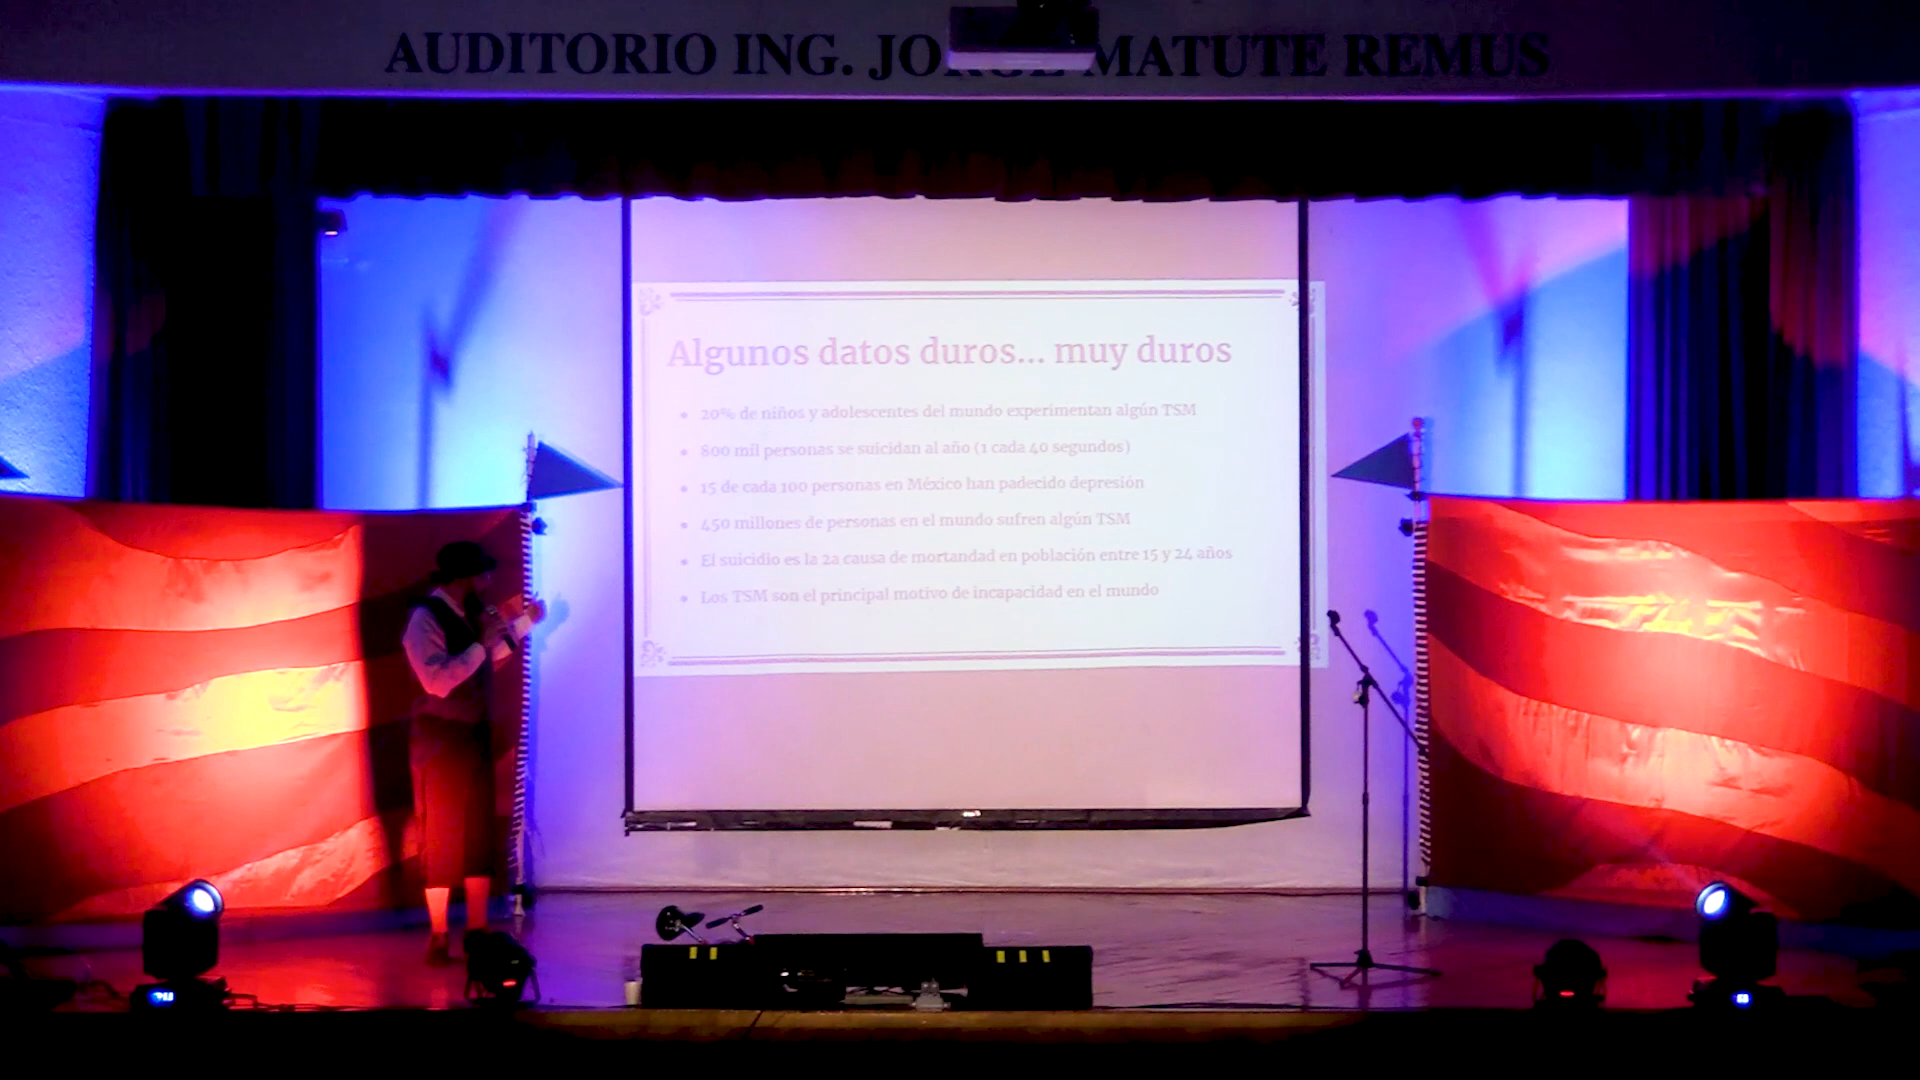 AUDITORIO ING. JORGE MATUTE REMUS
Algunos datos duros... muy duros
• 20% de niños y adolescentes del mundo experimentan algún TSM
• 800 mil personas se suicidan al año (1 cada 40 segundos)
• 15 de cada 100 personas en México han padecido depresión
• 450 millones de personas en el mundo sufren algún TSM
• El suicidio es la 2a causa de mortandad en población entre 15 y 24 años
• Los TSM son el principal motivo de incapacidad en el mundo